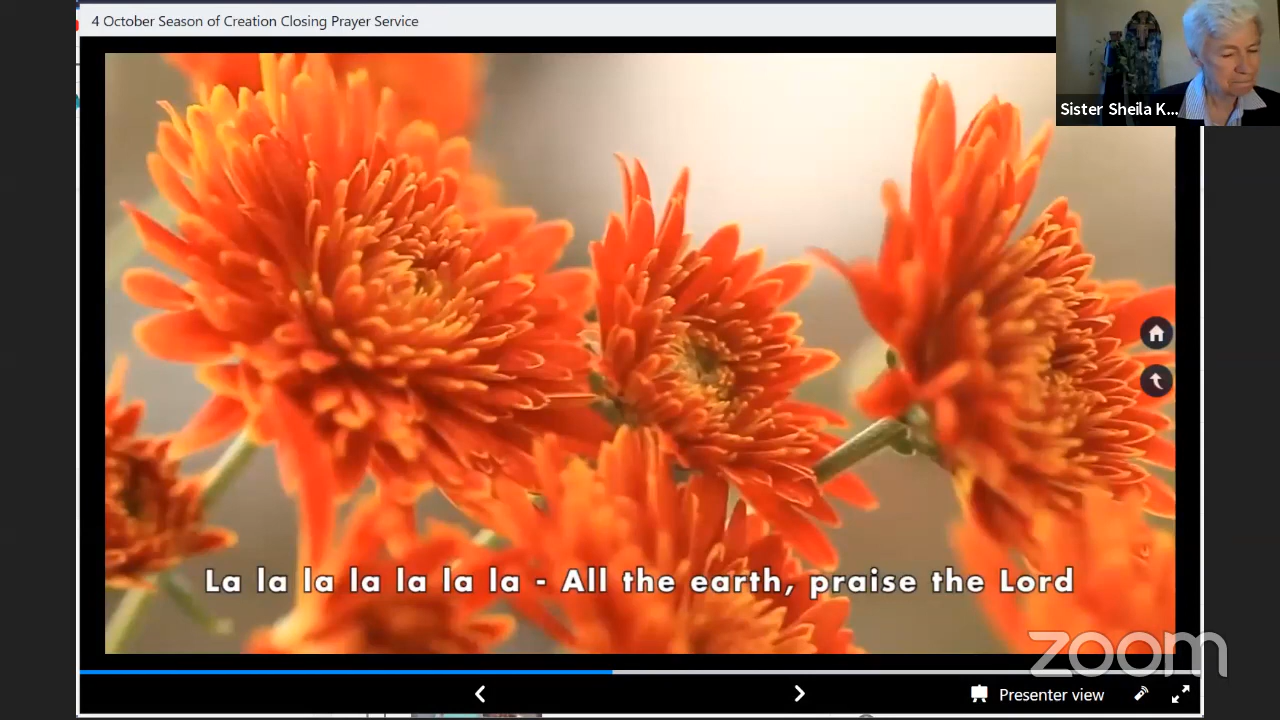 4 October Season of Creation Closing Prayer Service
Sister Sheila K...
La la la la la la la - All the earth, praise the Lord
zoom
Presenter view